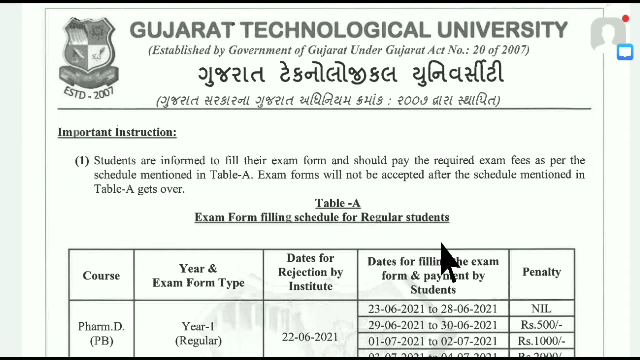 GUJARAT TECHNOLOGICAL UNIVERSITY
(Established by Government of Gujarat Under Gujarat Act No.: 20 of 2007)
ગુજરાત ટેકનોલોજીકલ યુનિવર્સીટી
(ગુજરાત સરકારના ગુજરાત અધિનિયમ ક્રમાંક : ૨૦/૨૦૦૭ દ્વારા સ્થાપિત)
ESTD - 2007
Important Instruction:
(1) Students are informed to fill their exam form and should pay the required exam fees as per the
schedule mentioned in Table-A. Exam forms will not be accepted after the schedule mentioned in
Table-A gets over.
Table -A
Exam Form filling schedule for Regular students
Course
Year &
Exam Form Type
Dates for
Rejection by
Institute
Dates for filling the exam
form & payment by
Students
Penalty
Pharm.D.
(PB)
Year-1
(Regular)
22-06-2021
23-06-2021 to 28-06-2021 NIL
29-06-2021 to 30-06-2021 Rs.500/-
01-07-2021 to 02-07-2021 Rs.1000/-